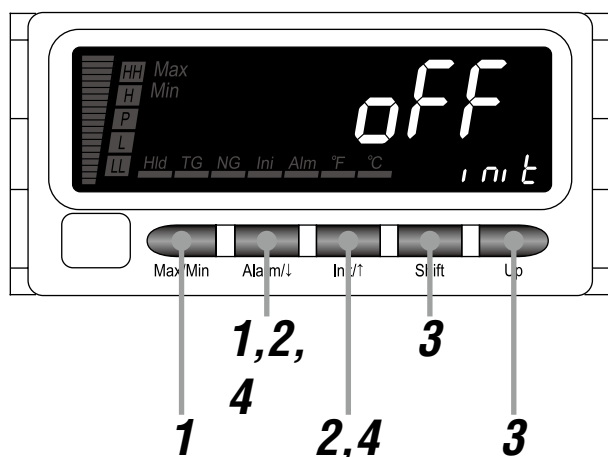 HH Max
H Min
P
L
LL Hld TG NG Ini Alm °F °C
oFF
init
Max/Min Alarm/↓ Ini/↑ Shift Up
1,2, 3
4
1 2,4 3